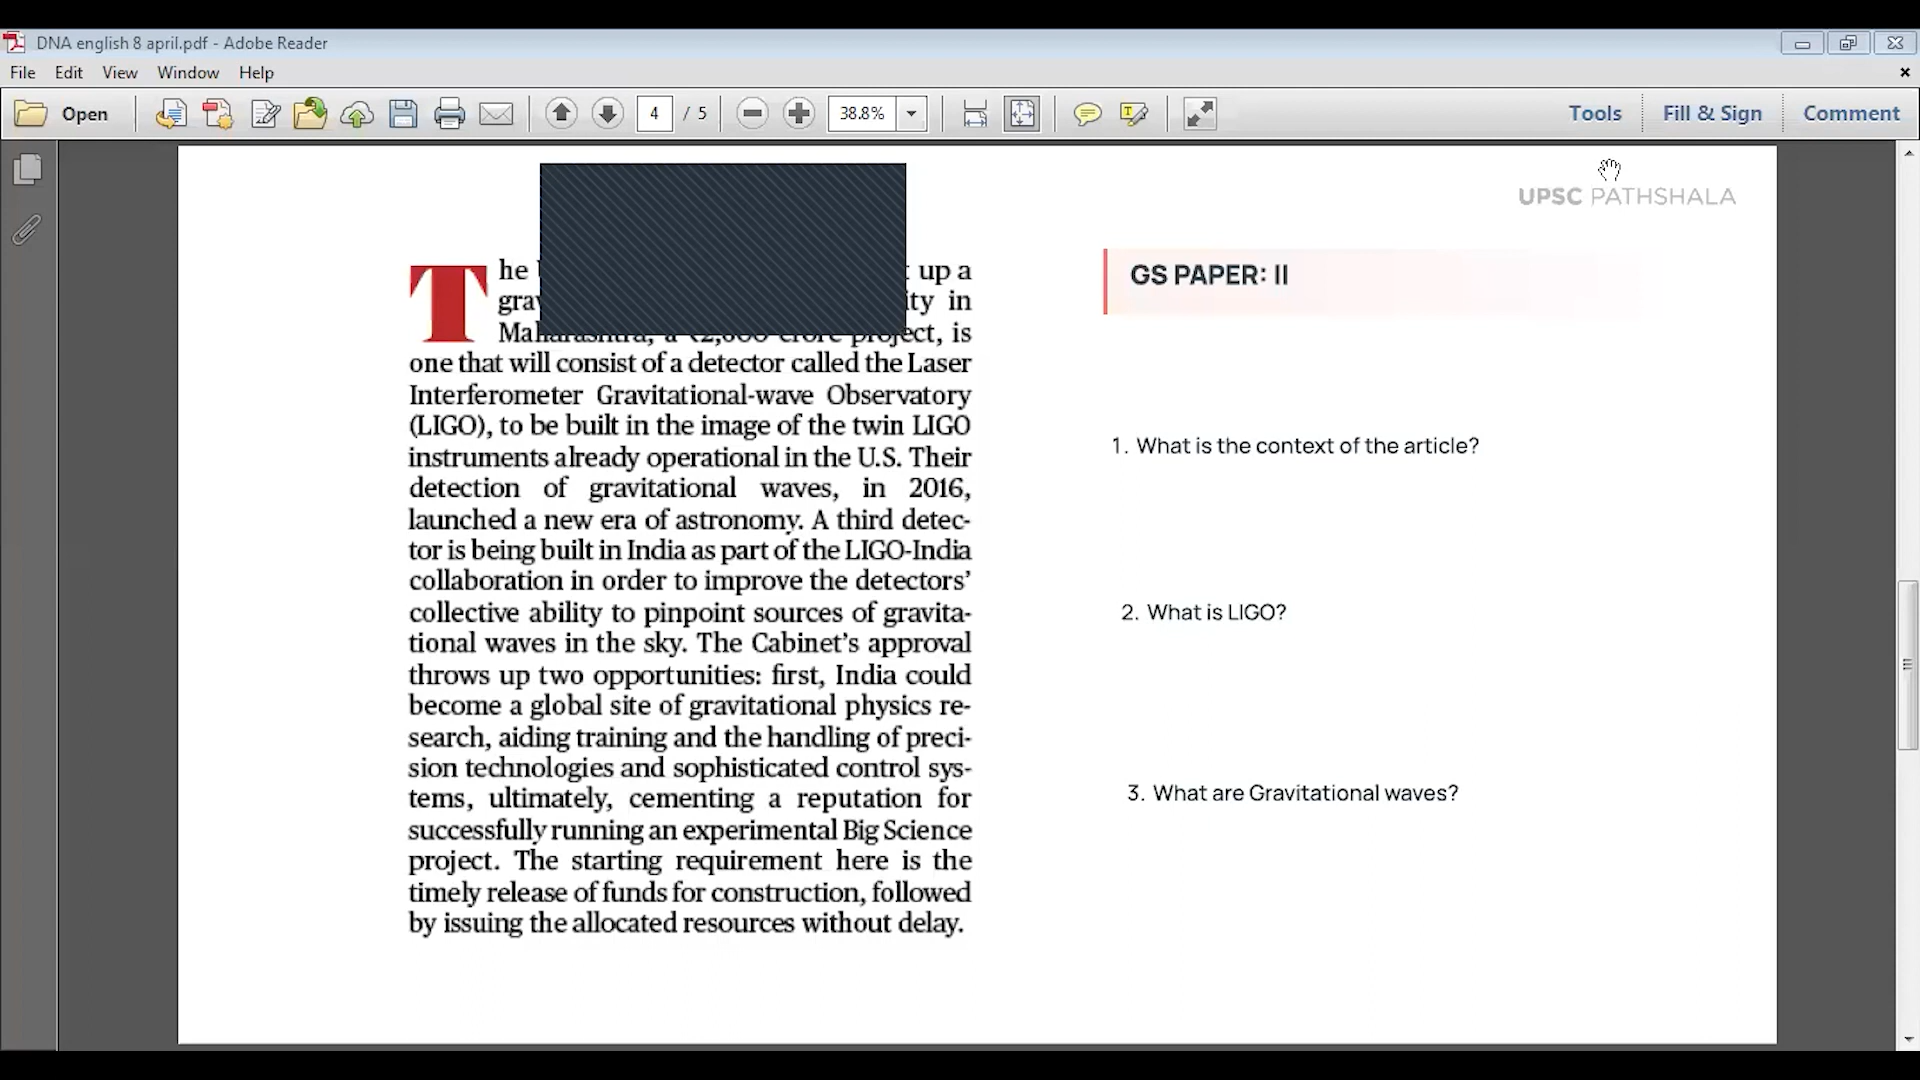 DNA english 8 april.pdf - Adobe Reader
File Edit View Window Help
Open 4 / 5 38.8% Tools Fill & Sign Comment
UPSC PATHSHALA
The up a
in
is
one that will consist of a detector called the Laser
Interferometer Gravitational-wave Observatory
(LIGO), to be built in the image of the twin LIGO
instruments already operational in the U.S. Their
detection of gravitational waves, in 2016,
launched a new era of astronomy. A third detec-
tor is being built in India as part of the LIGO-India
collaboration in order to improve the detectors’
collective ability to pinpoint sources of gravita-
tional waves in the sky. The Cabinet’s approval
throws up two opportunities: first, India could
become a global site of gravitational physics re-
search, aiding training and the handling of preci-
sion technologies and sophisticated control sys-
tems, ultimately, cementing a reputation for
successfully running an experimental Big Science
project. The starting requirement here is the
timely release of funds for construction, followed
by issuing the allocated resources without delay.
GS PAPER: II
1. What is the context of the article?
2. What is LIGO?
3. What are Gravitational waves?